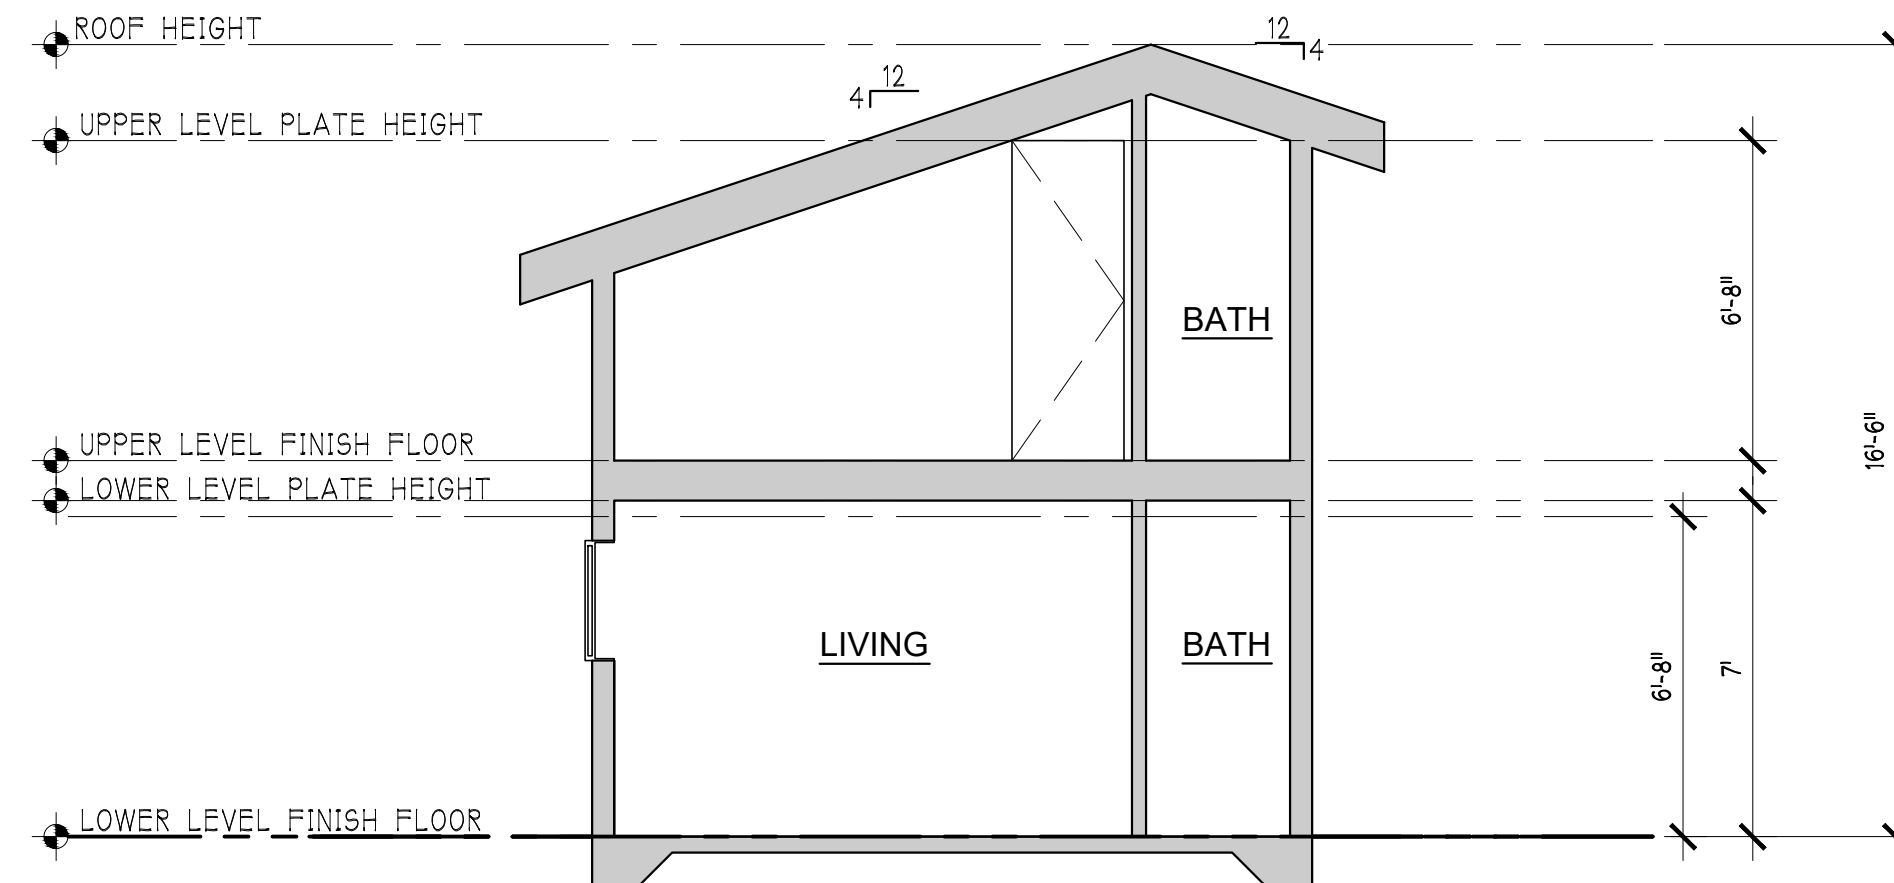 ROOF HEIGHT
12
4
12
4
UPPER LEVEL PLATE HEIGHT
6'-8"
BATH
16'-6"
UPPER LEVEL FINISH FLOOR
LOWER LEVEL PLATE HEIGHT
LIVING
BATH
6'-8"
7'
LOWER LEVEL FINISH FLOOR